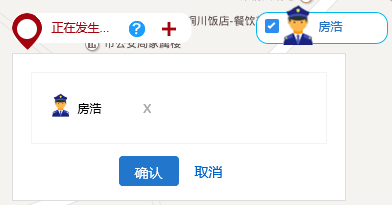 正在发生... ? +
房浩
铜川饭店-餐饮
市公安局家属楼
房浩 X
确认 取消